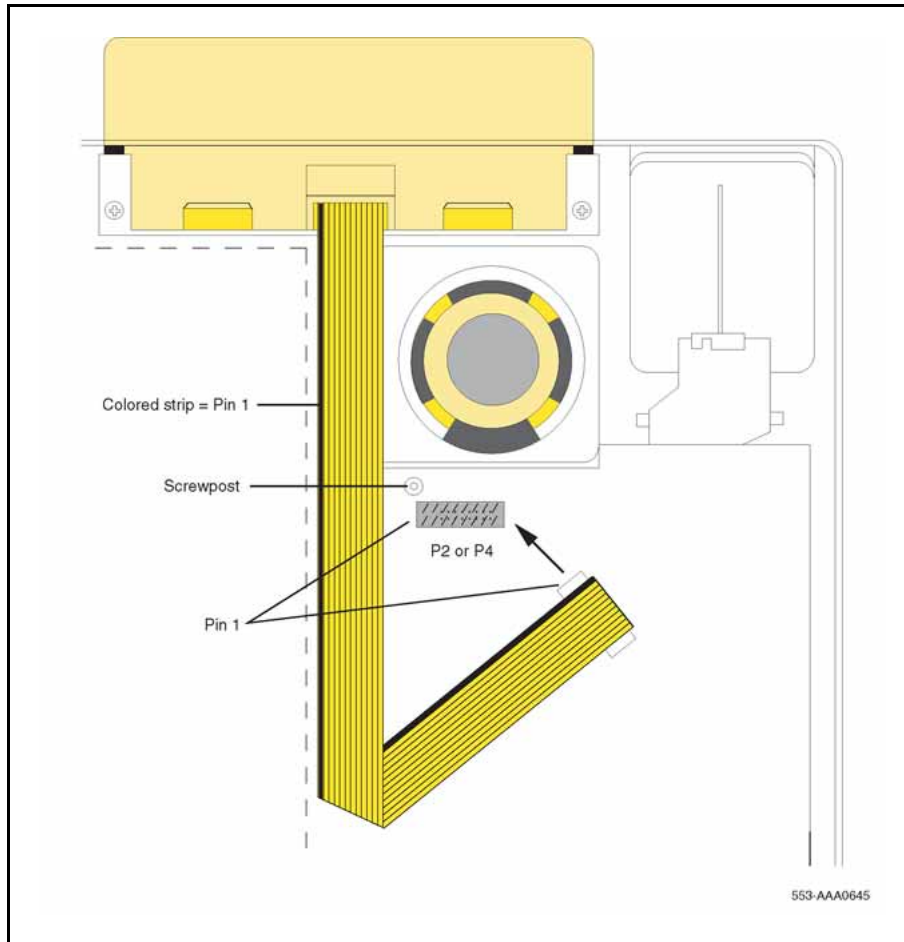 Colored strip = Pin 1
Screwpost
P2 or P4
Pin 1
553-AAA0645